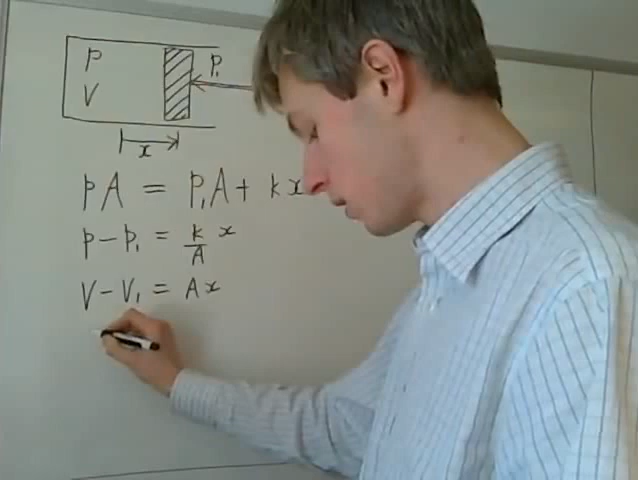 p
P₁
V
x
pA = p₁A + kx
p - p₁ = k/A x
V - V₁ = Ax